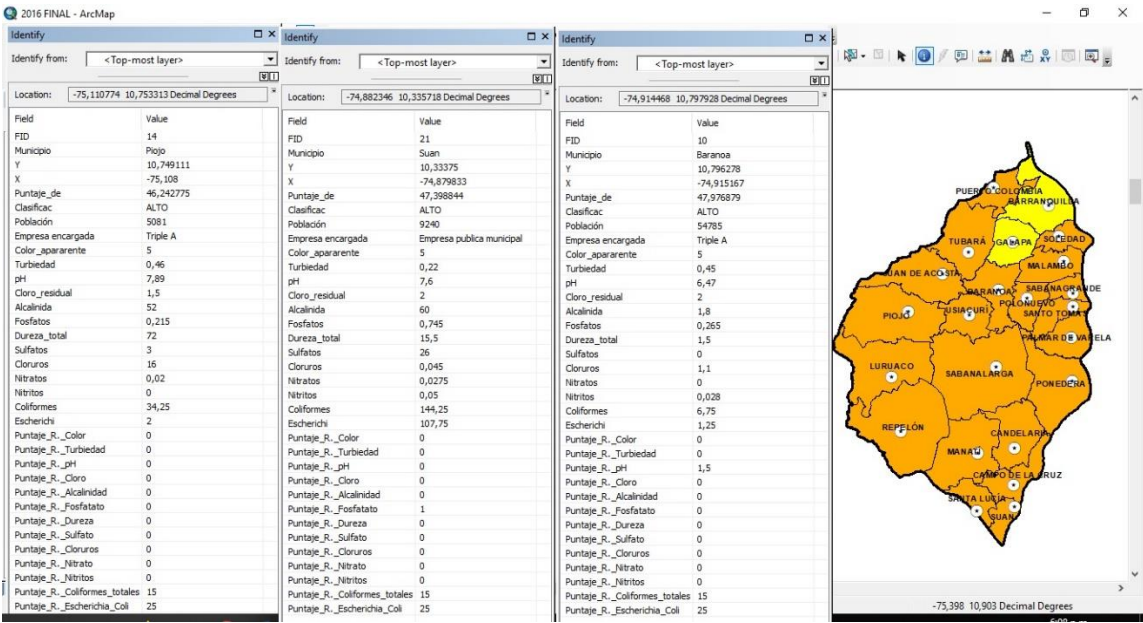 2016 FINAL - ArcMap
Identify
Identify from: <Top-most layer>
Location: -75,110774 10,753313 Decimal Degrees
Field Value
FID 14
Municipio Piojo
Y 10,749111
X -75,108
Puntaje_de 46,242775
Clasificac ALTO
Población 5081
Empresa encargada Triple A
Color_apararente 5
Turbiedad 0,46
pH 7,89
Cloro_residual 1,5
Alcalinida 52
Fosfatos 0,215
Dureza_total 72
Sulfatos 3
Cloruros 16
Nitratos 0,02
Nitritos 0
Coliformes 34,25
Escherichi 2
Puntaje_R._Color 0
Puntaje_R._Turbiedad 0
Puntaje_R._pH 0
Puntaje_R._Cloro 0
Puntaje_R._Alcalinidad 0
Puntaje_R._Fosfatato 0
Puntaje_R._Dureza 0
Puntaje_R._Sulfato 0
Puntaje_R._Cloruros 0
Puntaje_R._Nitrato 0
Puntaje_R._Nitritos 0
Puntaje_R._Coliformes_totales 15
Puntaje_R._Escherichia_Coli 25
Identify
Identify from: <Top-most layer>
Location: -74,882346 10,335718 Decimal Degrees
Field Value
FID 21
Municipio Suan
Y 10,33375
X -74,879833
Puntaje_de 47,398844
Clasificac ALTO
Población 9240
Empresa encargada Empresa publica municipal
Color_apararente 5
Turbiedad 0,22
pH 7,6
Cloro_residual 2
Alcalinida 60
Fosfatos 0,745
Dureza_total 15,5
Sulfatos 26
Cloruros 0,045
Nitratos 0,0275
Nitritos 0,05
Coliformes 144,25
Escherichi 107,75
Puntaje_R._Color 0
Puntaje_R._Turbiedad 0
Puntaje_R._pH 0
Puntaje_R._Cloro 0
Puntaje_R._Alcalinidad 0
Puntaje_R._Fosfatato 1
Puntaje_R._Dureza 0
Puntaje_R._Sulfato 0
Puntaje_R._Cloruros 0
Puntaje_R._Nitrato 0
Puntaje_R._Nitritos 0
Puntaje_R._Coliformes_totales 15
Puntaje_R._Escherichia_Coli 25
Identify
Identify from: <Top-most layer>
Location: -74,914468 10,797928 Decimal Degrees
Field Value
FID 10
Municipio Baranoa
Y 10,796278
X -74,915167
Puntaje_de 47,976879
Clasificac ALTO
Población 54785
Empresa encargada Triple A
Color_apararente 5
Turbiedad 0,45
pH 6,47
Cloro_residual 2
Alcalinida 1,8
Fosfatos 0,265
Dureza_total 1,5
Sulfatos 0
Cloruros 1,1
Nitratos 0
Nitritos 0,028
Coliformes 6,75
Escherichi 1,25
Puntaje_R._Color 0
Puntaje_R._Turbiedad 0
Puntaje_R._pH 1,5
Puntaje_R._Cloro 0
Puntaje_R._Alcalinidad 0
Puntaje_R._Fosfatato 0
Puntaje_R._Dureza 0
Puntaje_R._Sulfato 0
Puntaje_R._Cloruros 0
Puntaje_R._Nitrato 0
Puntaje_R._Nitritos 0
Puntaje_R._Coliformes_totales 15
Puntaje_R._Escherichia_Coli 25
PUERTO COLOMBIA
BARRANQUILLA
TUBARÁ
GALAPA
SOLEDAD
MALAMBO
JUAN DE ACOSTA
BARANOA
SABANAGRANDE
POLONUEVO
PIOJÓ
USIACURÍ
SANTO TOMAS
PALMAR DE VARELA
LURUACO
SABANALARGA
PONEDERA
REPELÓN
CANDELARIA
MANATÍ
CAMPO DE LA CRUZ
SANTA LUCÍA
SUAN
-75,398 10,903 Decimal Degrees